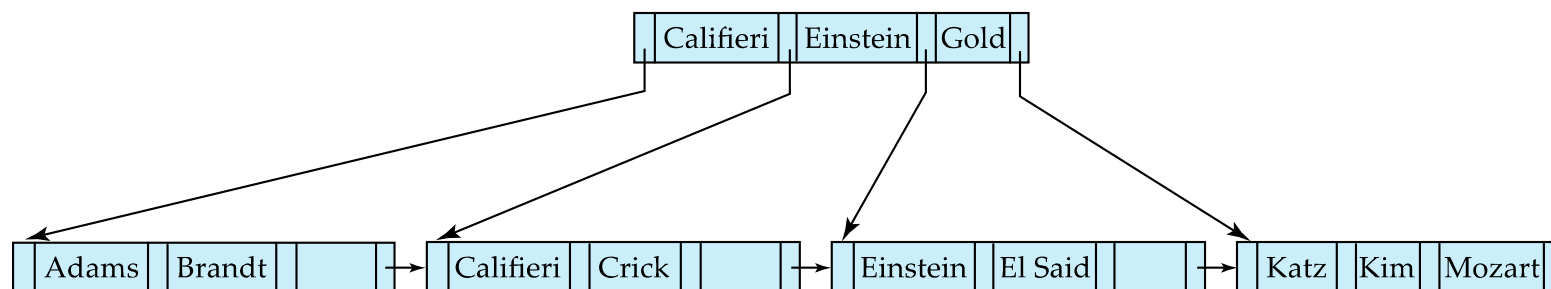 Califieri Einstein Gold
Adams Brandt Califieri Crick Einstein El Said Katz Kim Mozart